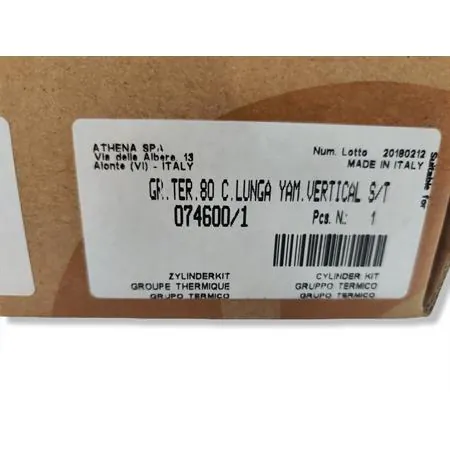 ATHENA SPA
Via delle Albere, 13
Alonte (VI) - ITALY
Num. Lotto 20180212
MADE IN ITALY
Suitable for
GR.TER.80 C.LUNGA YAM.VERTICAL S/T
074600/1
Pcs. N.: 1
ZYLINDERKIT
GROUPE THERMIQUE
GRUPO TERMICO
CYLINDER KIT
GRUPPO TERMICO
GRUPO TERMICO